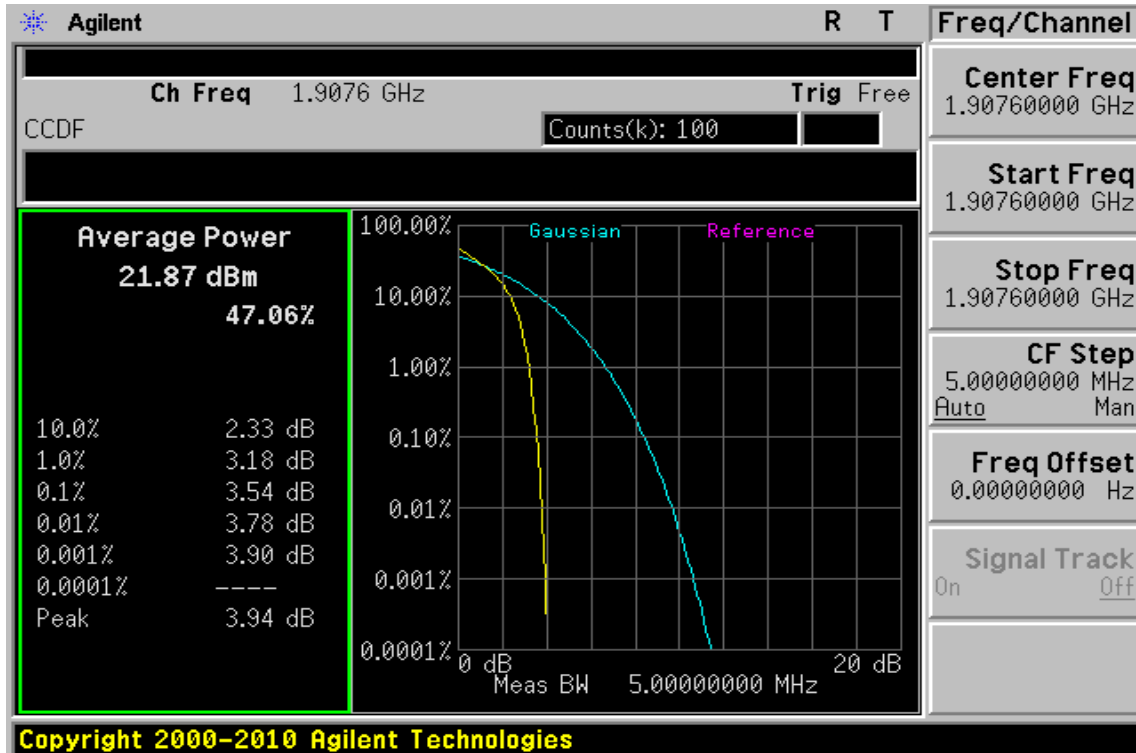 Agilent R T Freq/Channel
Ch Freq 1.9076 GHz Trig Free
CCDF Counts(k): 100
Center Freq
1.90760000 GHz
Start Freq
1.90760000 GHz
Stop Freq
1.90760000 GHz
CF Step
5.00000000 MHz
Auto Man
Freq Offset
0.00000000 Hz
Signal Track
On Off
Average Power
21.87 dBm
47.06%
10.0% 2.33 dB
1.0% 3.18 dB
0.1% 3.54 dB
0.01% 3.78 dB
0.001% 3.90 dB
0.0001% ----
Peak 3.94 dB
Gaussian Reference
100.00%
10.00%
1.00%
0.10%
0.01%
0.001%
0.0001%
0 dB 20 dB
Meas BW 5.00000000 MHz
Copyright 2000-2010 Agilent Technologies